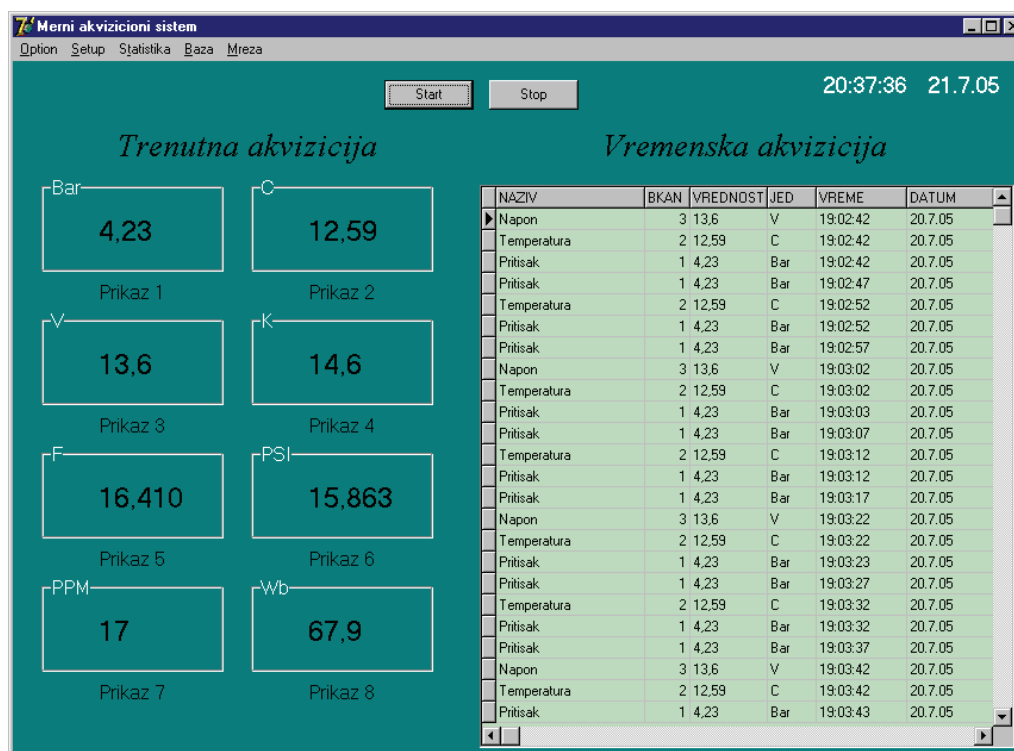 Merni akvizicioni sistem
Option Setup Statistika Baza Mreza
Start Stop 20:37:36 21.7.05
Trenutna akvizicija
Bar C
4,23 12,59
Prikaz 1 Prikaz 2
V K
13,6 14,6
Prikaz 3 Prikaz 4
F PSI
16,410 15,863
Prikaz 5 Prikaz 6
PPM Wb
17 67,9
Prikaz 7 Prikaz 8
Vremenska akvizicija
NAZIV BKAN VREDNOST JED VREME DATUM
Napon 3 13,6 V 19:02:42 20.7.05
Temperatura 2 12,59 C 19:02:42 20.7.05
Pritisak 1 4,23 Bar 19:02:42 20.7.05
Pritisak 1 4,23 Bar 19:02:47 20.7.05
Temperatura 2 12,59 C 19:02:52 20.7.05
Pritisak 1 4,23 Bar 19:02:52 20.7.05
Pritisak 1 4,23 Bar 19:02:57 20.7.05
Napon 3 13,6 V 19:03:02 20.7.05
Temperatura 2 12,59 C 19:03:02 20.7.05
Pritisak 1 4,23 Bar 19:03:03 20.7.05
Pritisak 1 4,23 Bar 19:03:07 20.7.05
Temperatura 2 12,59 C 19:03:12 20.7.05
Pritisak 1 4,23 Bar 19:03:12 20.7.05
Pritisak 1 4,23 Bar 19:03:17 20.7.05
Napon 3 13,6 V 19:03:22 20.7.05
Temperatura 2 12,59 C 19:03:22 20.7.05
Pritisak 1 4,23 Bar 19:03:23 20.7.05
Pritisak 1 4,23 Bar 19:03:27 20.7.05
Temperatura 2 12,59 C 19:03:32 20.7.05
Pritisak 1 4,23 Bar 19:03:32 20.7.05
Pritisak 1 4,23 Bar 19:03:37 20.7.05
Napon 3 13,6 V 19:03:42 20.7.05
Temperatura 2 12,59 C 19:03:42 20.7.05
Pritisak 1 4,23 Bar 19:03:43 20.7.05